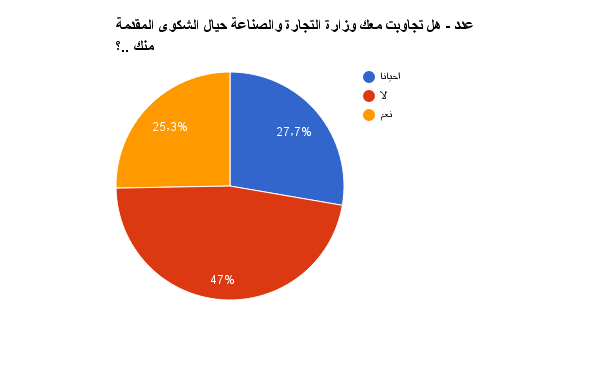 عدد - هل تجاوبت معك وزارة التجارة والصناعة حيال الشكوى المقدمة
منك ..؟
احيانا
لا
نعم
27,7%
25,3%
47%